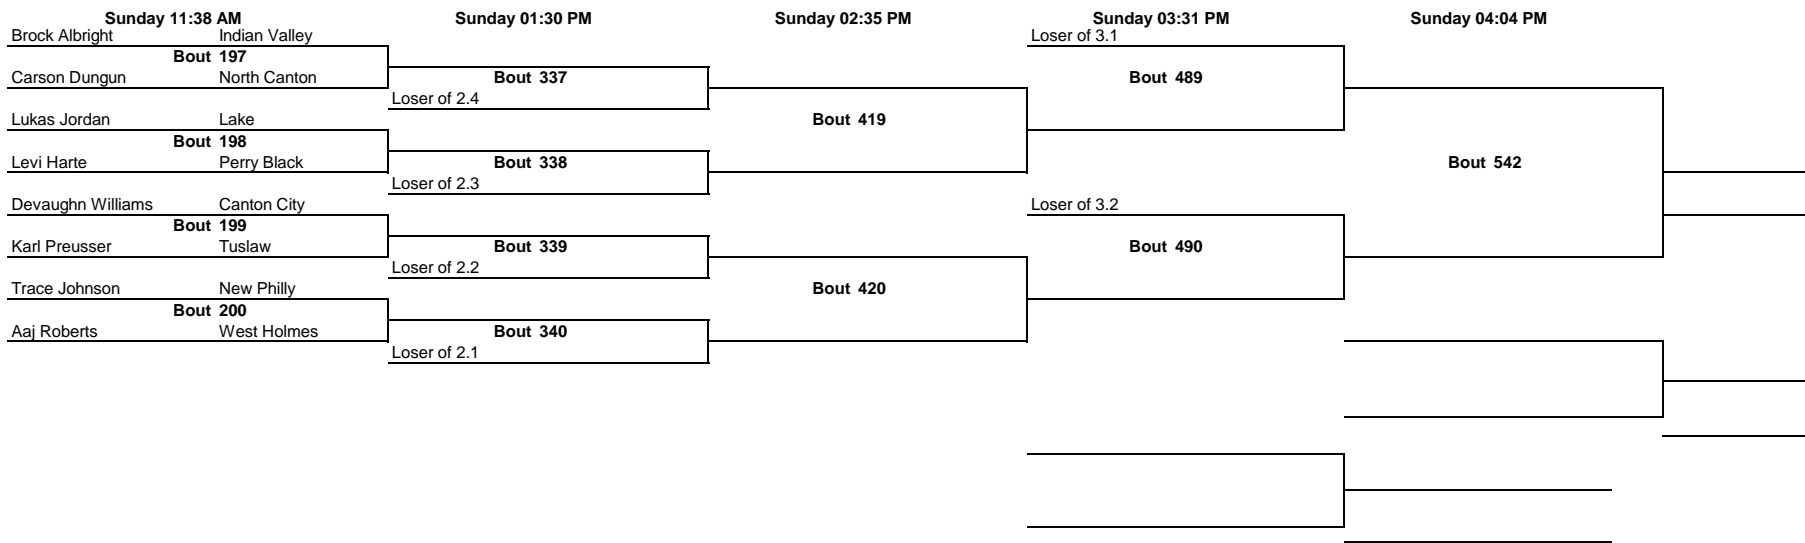 Sunday 11:38 AM Sunday 01:30 PM Sunday 02:35 PM Sunday 03:31 PM Sunday 04:04 PM
Brock Albright Indian Valley Loser of 3.1
Bout 197
Carson Dungun North Canton Bout 337 Bout 489
Loser of 2.4
Lukas Jordan Lake Bout 419
Bout 198
Levi Harte Perry Black Bout 338 Bout 542
Loser of 2.3
Devaughn Williams Canton City Loser of 3.2
Bout 199
Karl Preusser Tuslaw Bout 339 Bout 490
Loser of 2.2
Trace Johnson New Philly Bout 420
Bout 200
Aaj Roberts West Holmes Bout 340
Loser of 2.1